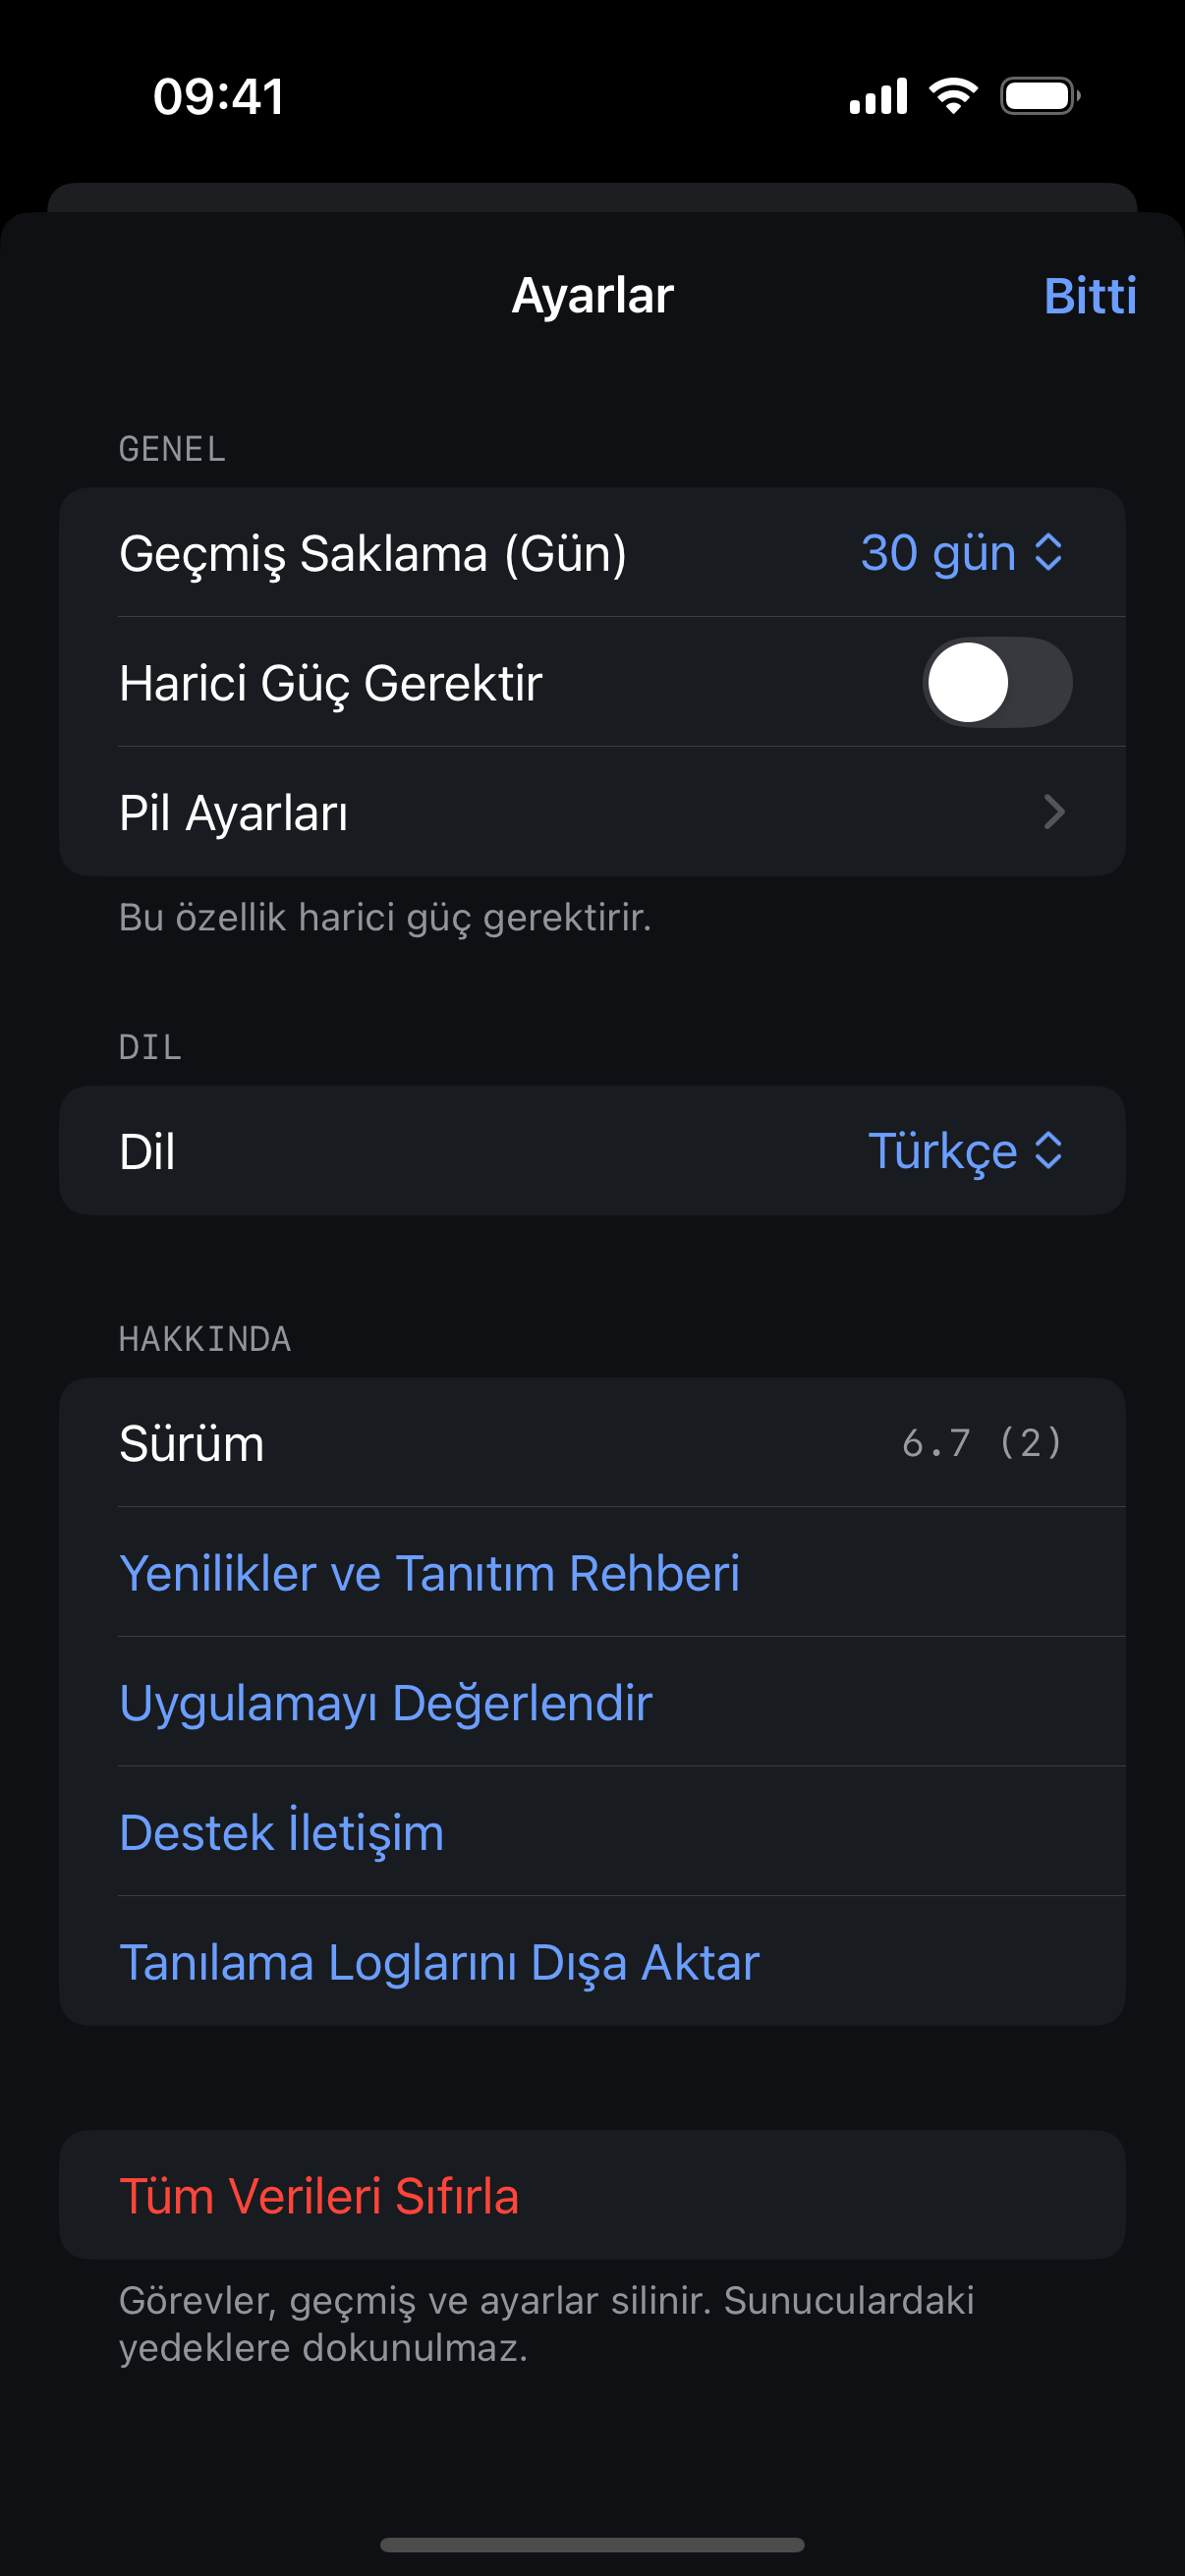 09:41
Ayarlar
Bitti
GENEL
Geçmiş Saklama (Gün)
30 gün
Harici Güç Gerektir
Pil Ayarları
Bu özellik harici güç gerektirir.
DIL
Dil
Türkçe
HAKKINDA
Sürüm
6.7 (2)
Yenilikler ve Tanıtım Rehberi
Uygulamayı Değerlendir
Destek İletişim
Tanılama Loglarını Dışa Aktar
Tüm Verileri Sıfırla
Görevler, geçmiş ve ayarlar silinir. Sunuculardaki
yedeklere dokunulmaz.